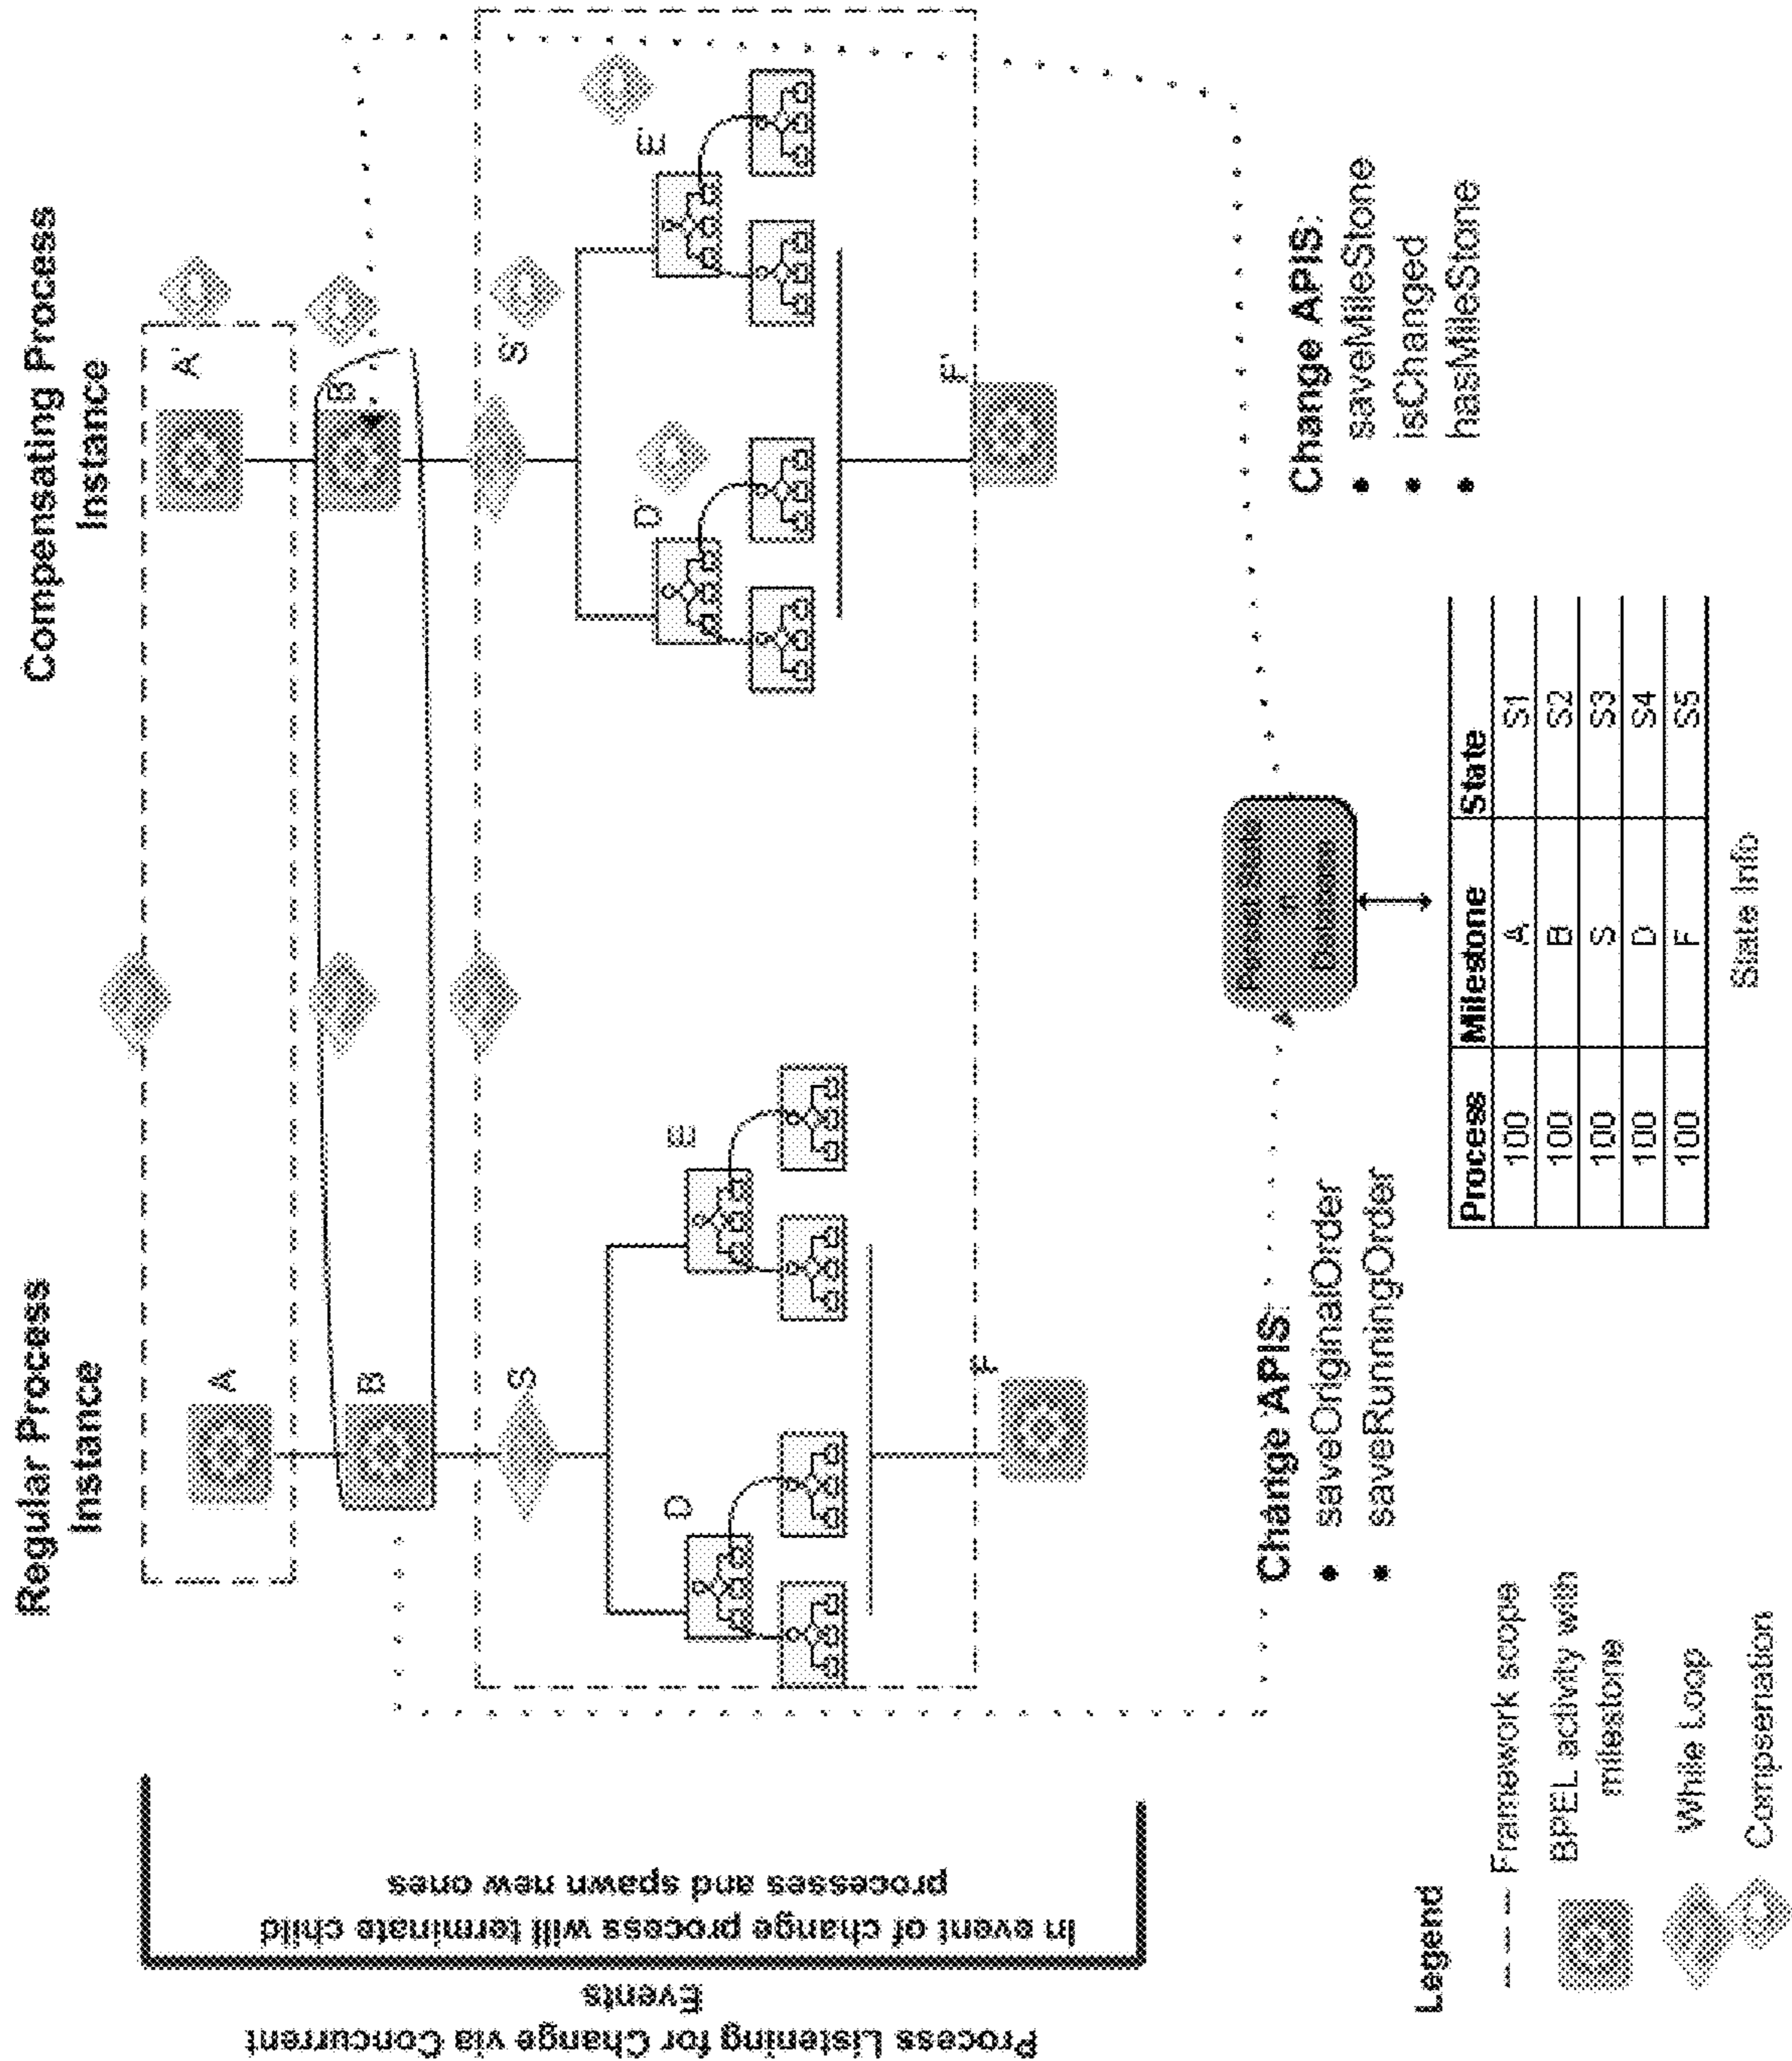 Regular Process
Instance
Compensating Process
Instance
A
B
S
D
E
F
A'
B'
S'
D'
E'
F'
Process Listening for Change via Concurrent
Events
In event of change process will terminate child
processes and spawn new ones
Change APIS:
• saveOriginalOrder
• saveRunningOrder
Change APIS:
• saveMileStone
• isChanged
• hasMileStone
Process Milestone State
100 A S1
100 B S2
100 S S3
100 D S4
100 F S5
State Info
Legend
Framework scope
BPEL activity with
milestone
While Loop
Compsenation